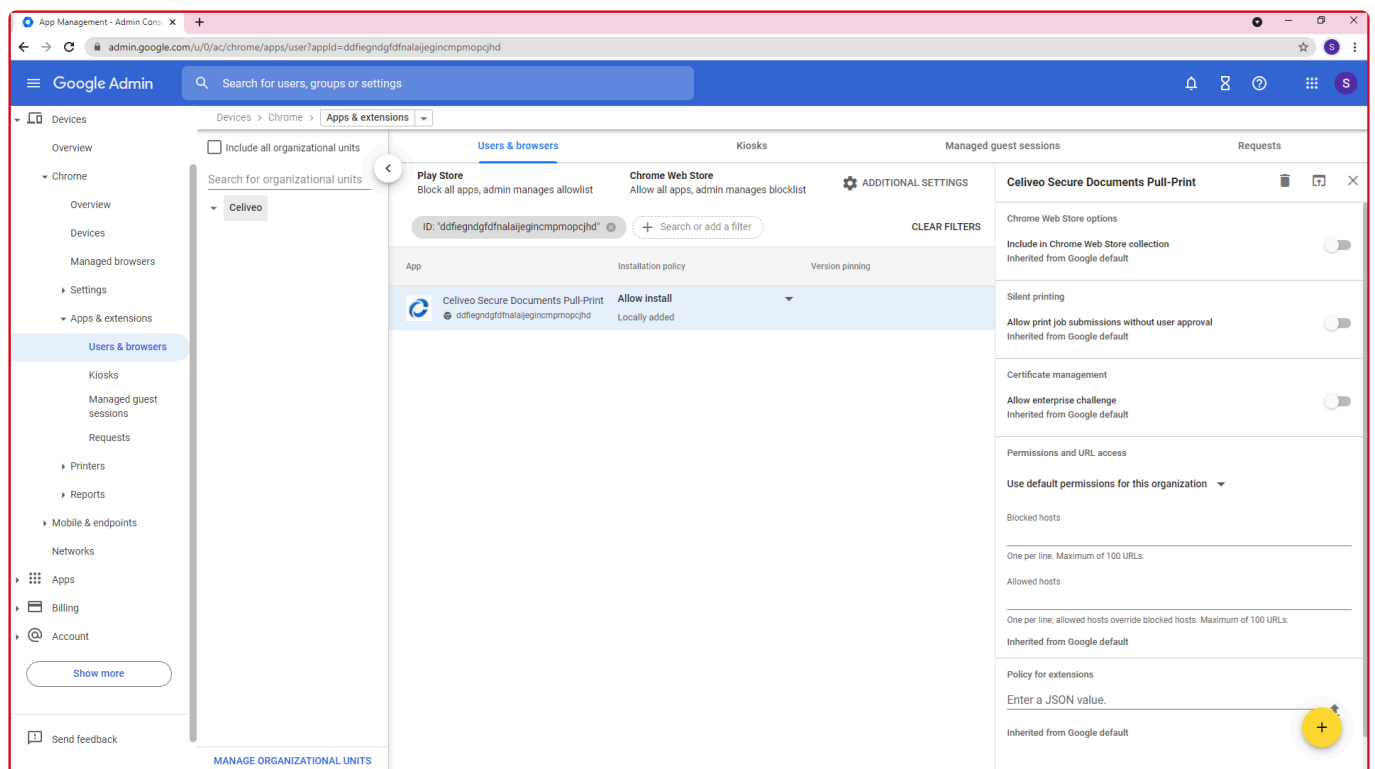 App Management - Admin Cons
admin.google.com/u/0/ac/chrome/apps/user?appId=ddfiegndgfdfnalaijegincmpmopcjhd
S
Google Admin
Search for users, groups or settings
S
Devices
Overview
Chrome
Overview
Devices
Managed browsers
Settings
Apps & extensions
Users & browsers
Kiosks
Managed guest
sessions
Requests
Printers
Reports
Mobile & endpoints
Networks
Apps
Billing
Account
Show more
Send feedback
Devices > Chrome > Apps & extensions
Include all organizational units
Search for organizational units
Celiveo
MANAGE ORGANIZATIONAL UNITS
Users & browsers
Kiosks
Managed guest sessions
Requests
Play Store
Block all apps, admin manages allowlist
Chrome Web Store
Allow all apps, admin manages blocklist
ADDITIONAL SETTINGS
ID: "ddfiegndgfdfnalaijegincmpmopcjhd"
+ Search or add a filter
CLEAR FILTERS
App
Installation policy
Version pinning
Celiveo Secure Documents Pull-Print
ddfiegndgfdfnalaijegincmpmopcjhd
Allow install
Locally added
Celiveo Secure Documents Pull-Print
Chrome Web Store options
Include in Chrome Web Store collection
Inherited from Google default
Silent printing
Allow print job submissions without user approval
Inherited from Google default
Certificate management
Allow enterprise challenge
Inherited from Google default
Permissions and URL access
Use default permissions for this organization
Blocked hosts
One per line. Maximum of 100 URLs.
Allowed hosts
One per line; allowed hosts override blocked hosts. Maximum of 100 URLs.
Inherited from Google default
Policy for extensions
Enter a JSON value.
Inherited from Google default